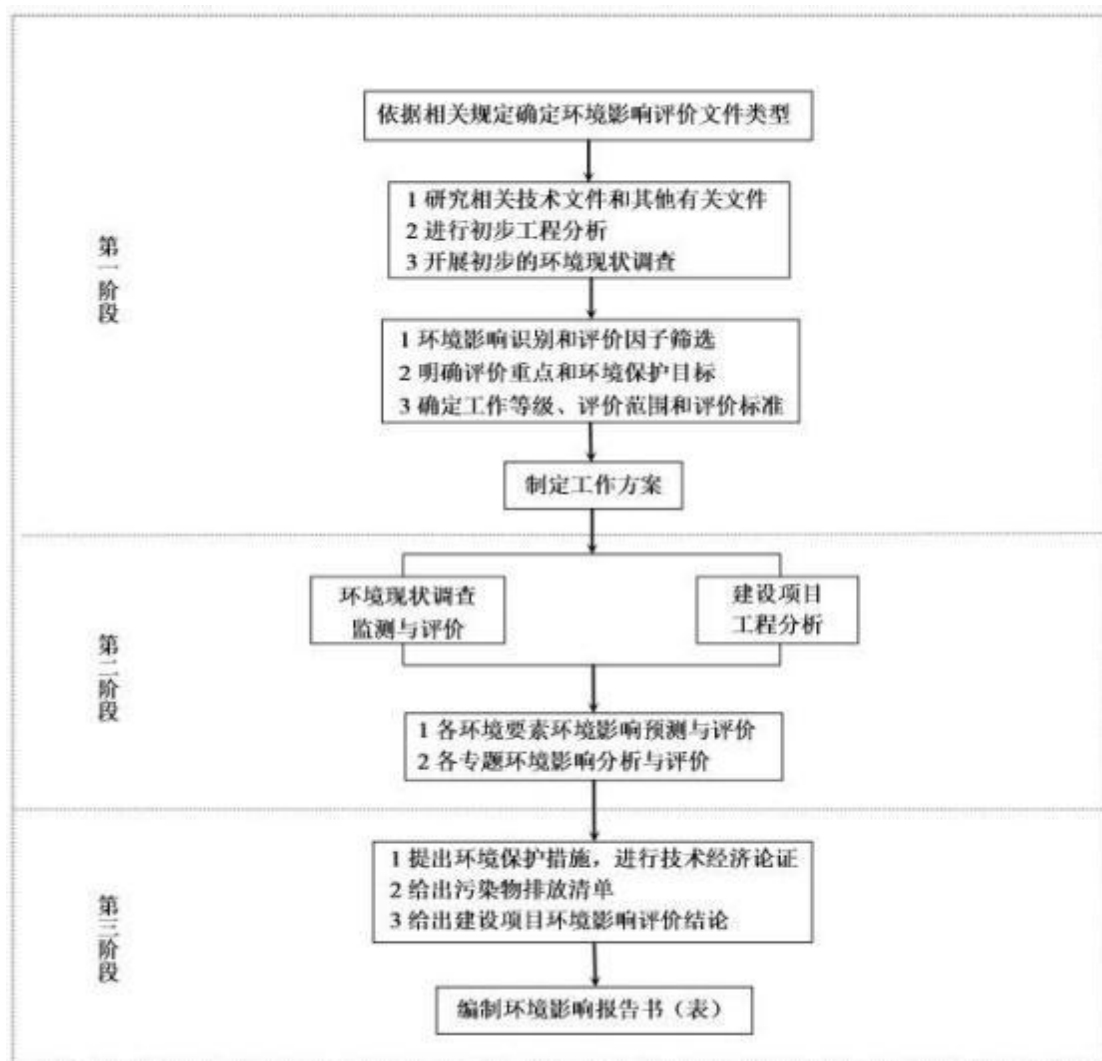 依据相关规定确定环境影响评价文件类型
1 研究相关技术文件和其他有关文件
2 进行初步工程分析
3 开展初步的环境现状调查
第一阶段
1 环境影响识别和评价因子筛选
2 明确评价重点和环境保护目标
3 确定工作等级、评价范围和评价标准
制定工作方案
环境现状调查
监测与评价
建设项目
工程分析
第二阶段
1 各环境要素环境影响预测与评价
2 各专题环境影响分析与评价
1 提出环境保护措施，进行技术经济论证
2 给出污染物排放清单
3 给出建设项目环境影响评价结论
第三阶段
编制环境影响报告书（表）